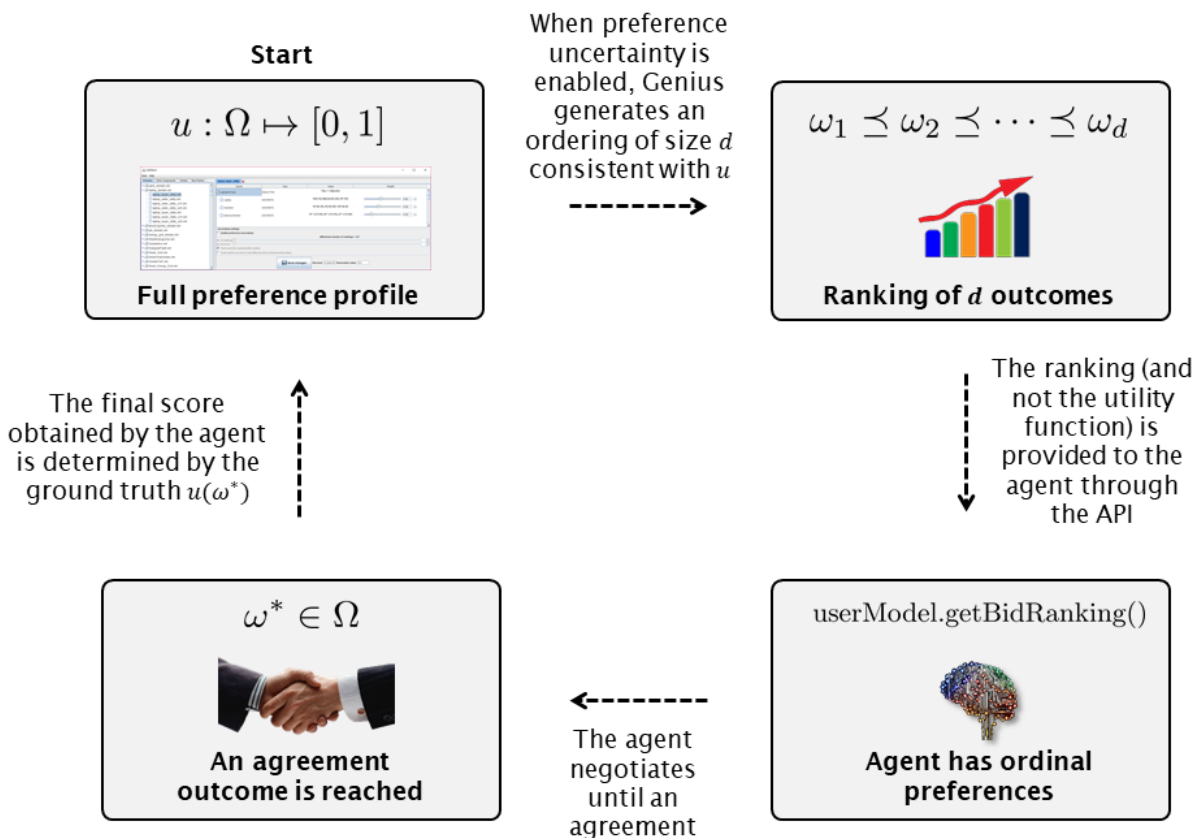 Start
u : Ω ↦ [0, 1]
Full preference profile
When preference
uncertainty is
enabled, Genius
generates an
ordering of size d
consistent with u
ω₁ ⪯ ω₂ ⪯ ⋯ ⪯ ω_d
Ranking of d outcomes
The ranking (and
not the utility
function) is
provided to the
agent through
the API
userModel.getBidRanking()
Agent has ordinal
preferences
The agent
negotiates
until an
agreement
ω* ∈ Ω
An agreement
outcome is reached
The final score
obtained by the agent
is determined by the
ground truth u(ω*)